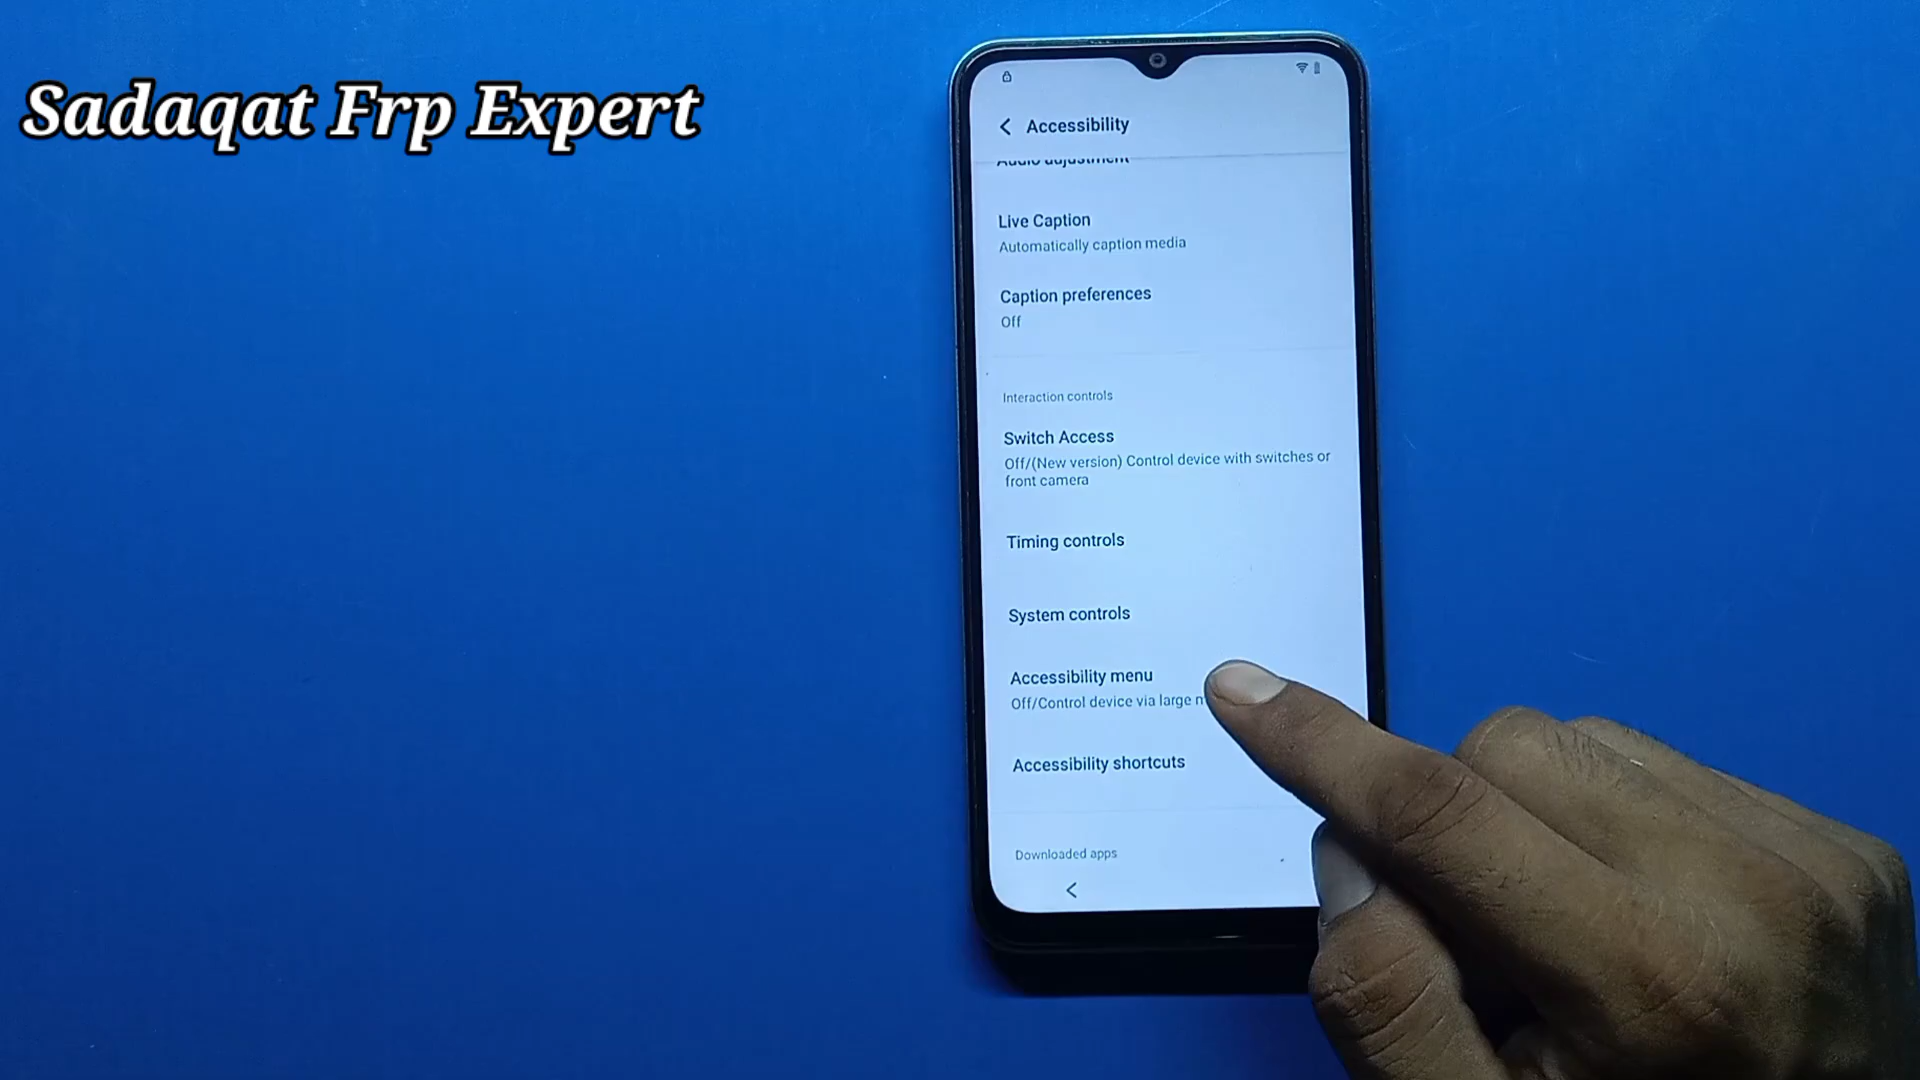 Sadaqat Frp Expert
Accessibility
Audio adjustment
Live Caption
Automatically caption media
Caption preferences
Off
Interaction controls
Switch Access
Off/(New version) Control device with switches or
front camera
Timing controls
System controls
Accessibility menu
Off/Control device via large
Accessibility shortcuts
Downloaded apps